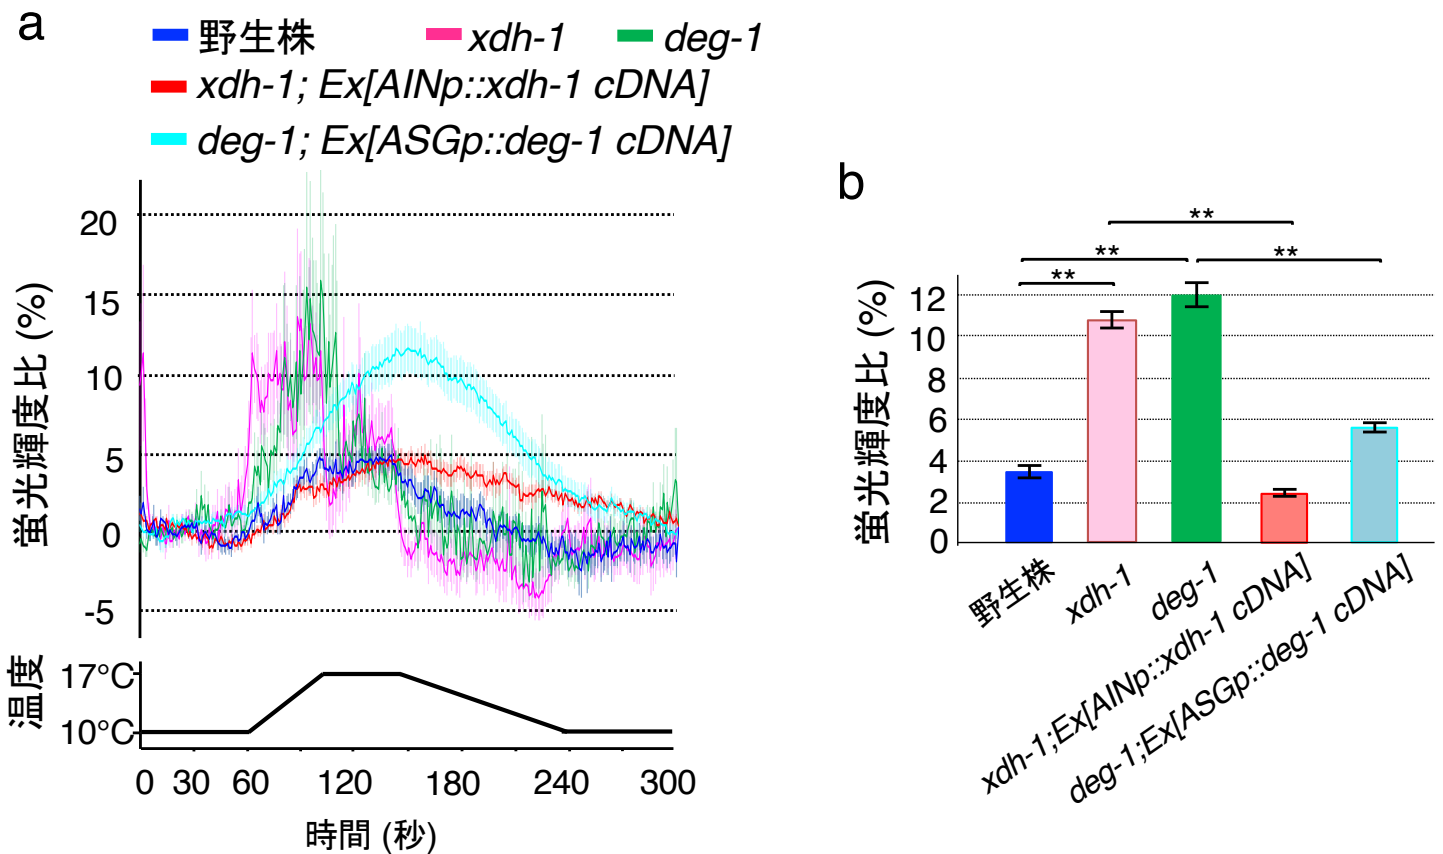 a
野生株 xdh-1 deg-1
xdh-1; Ex[AINp::xdh-1 cDNA]
deg-1; Ex[ASGp::deg-1 cDNA]
蛍光輝度比 (%)
20
15
10
5
0
-5
温度
17°C
10°C
0 30 60 120 180 240 300
時間 (秒)
b
** 
** **
**
蛍光輝度比 (%)
12
10
8
6
4
2
0
野生株
xdh-1
deg-1
xdh-1;Ex[AINp::xdh-1 cDNA]
deg-1;Ex[ASGp::deg-1 cDNA]